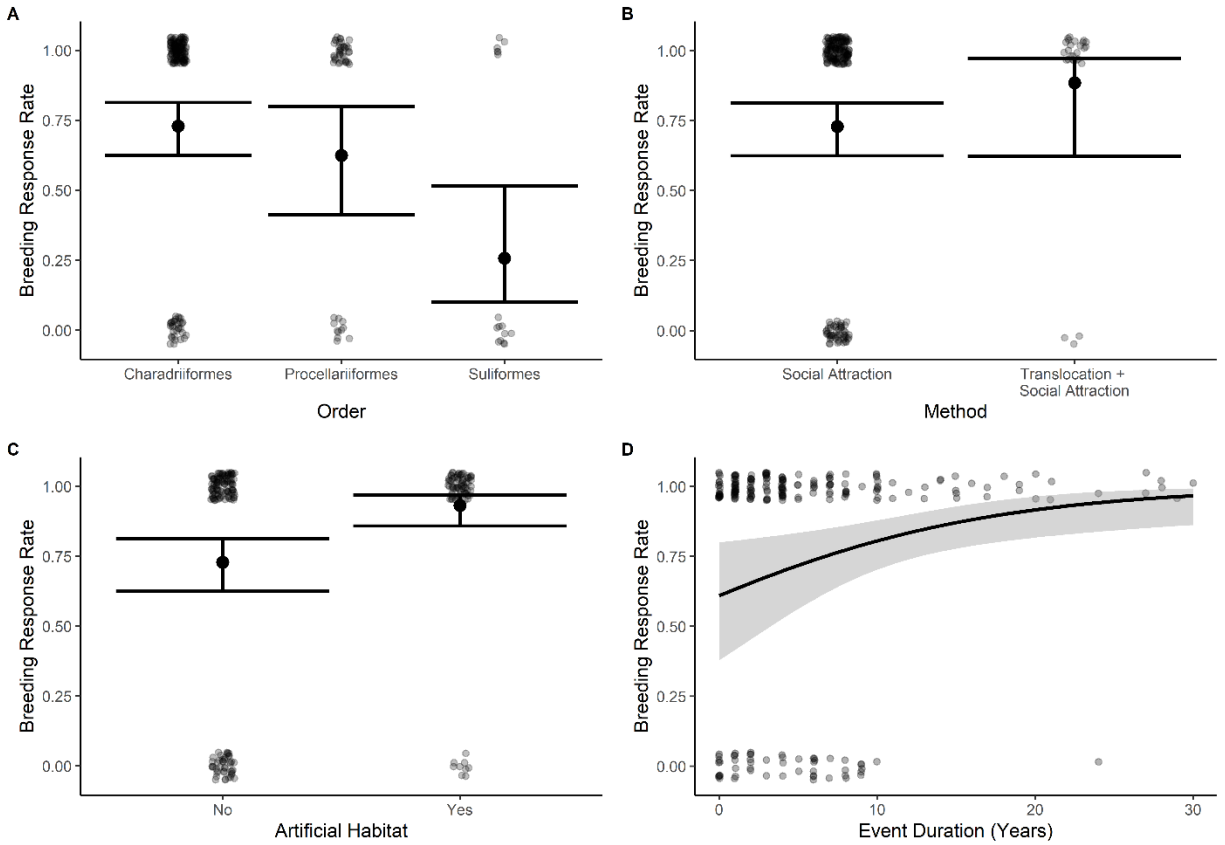 A
Breeding Response Rate
1.00
0.75
0.50
0.25
0.00
Charadriiformes
Procellariiformes
Suliformes
Order
B
Breeding Response Rate
1.00
0.75
0.50
0.25
0.00
Social Attraction
Translocation +
Social Attraction
Method
C
Breeding Response Rate
1.00
0.75
0.50
0.25
0.00
No
Yes
Artificial Habitat
D
Breeding Response Rate
1.00
0.75
0.50
0.25
0.00
0
10
20
30
Event Duration (Years)